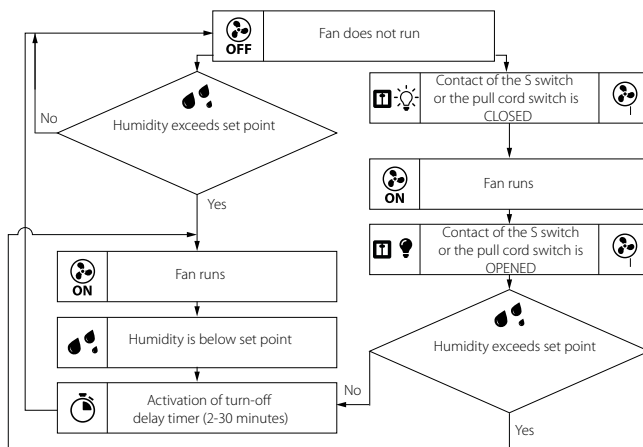 OFF
Fan does not run
No
Humidity exceeds set point
Yes
Contact of the S switch
or the pull cord switch is
CLOSED
ON
Fan runs
Contact of the S switch
or the pull cord switch is
OPENED
ON
Fan runs
Humidity is below set point
Activation of turn-off
delay timer (2-30 minutes)
Humidity exceeds set point
No
Yes